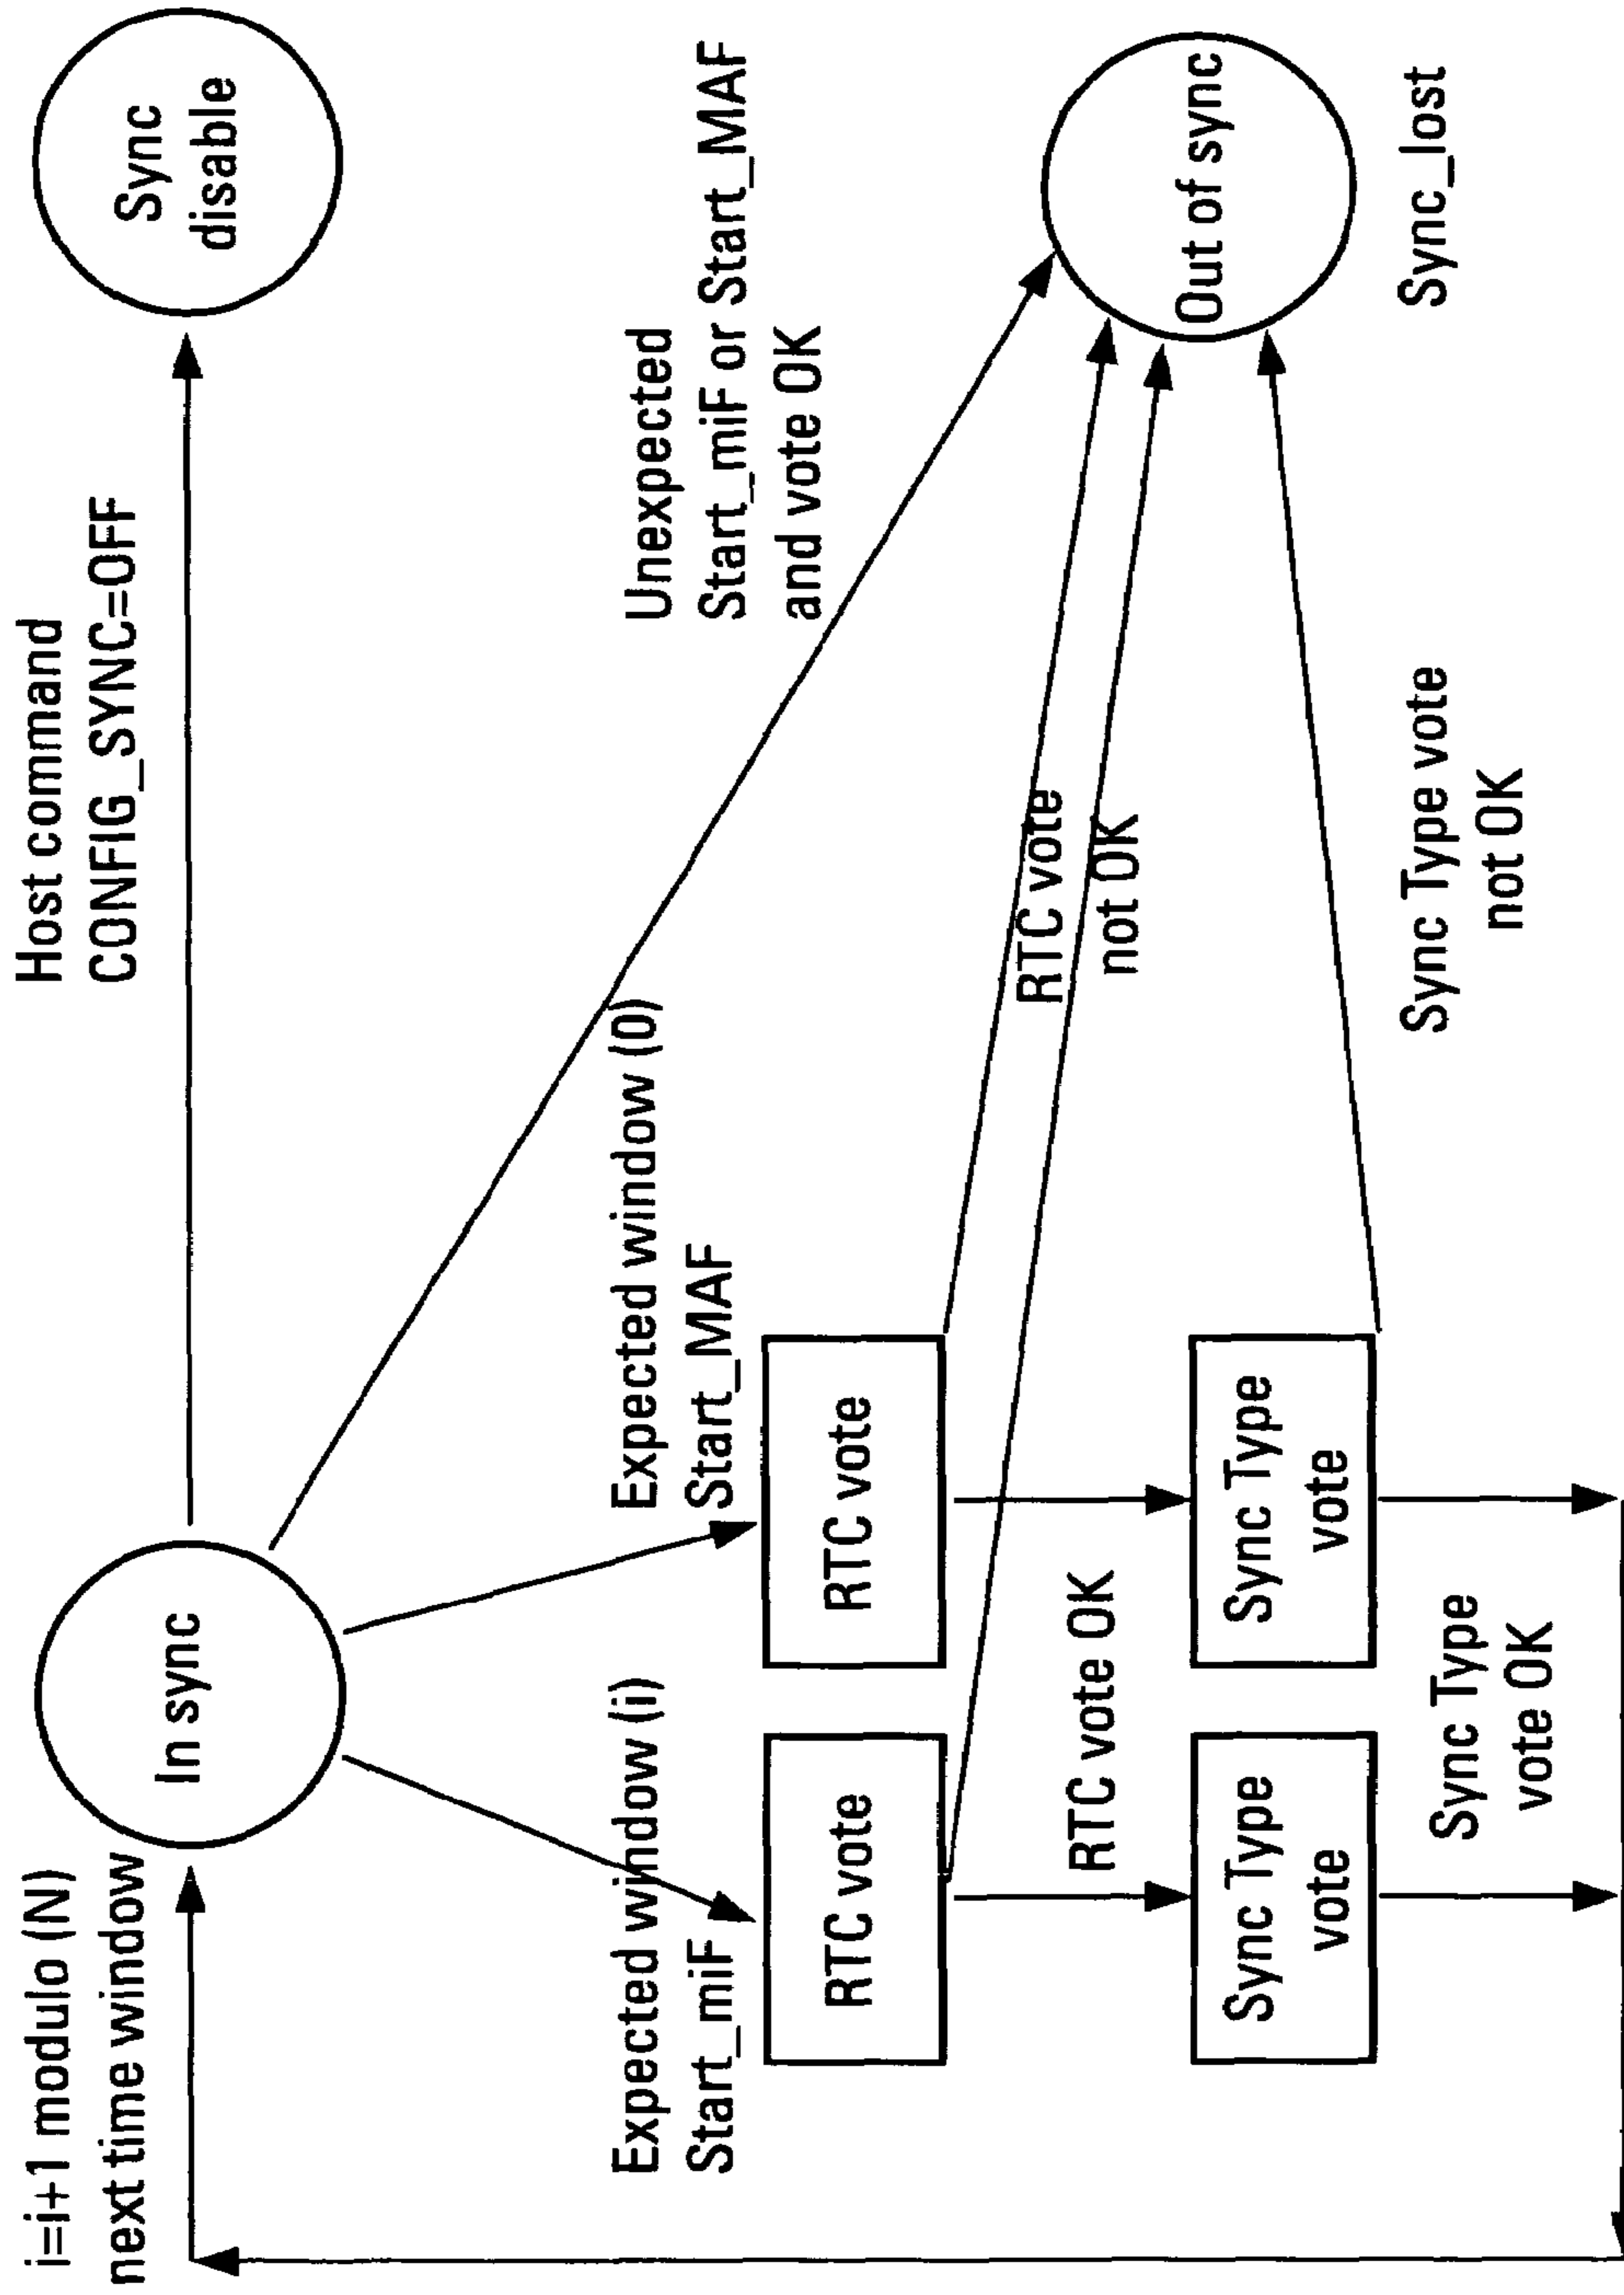 i=i+1 modulo (N)
next time window
In sync
Host command
CONFIG_SYNC=OFF
Sync
disable
Expected window (i)
Start_miF
Expected window (0)
Start_MAF
Unexpected
Start_miF or Start_MAF
and vote OK
RTC vote
RTC vote
RTC vote
not OK
Out of sync
Sync_lost
RTC vote OK
Sync Type
vote
Sync Type
vote
Sync Type vote
not OK
Sync Type
vote OK